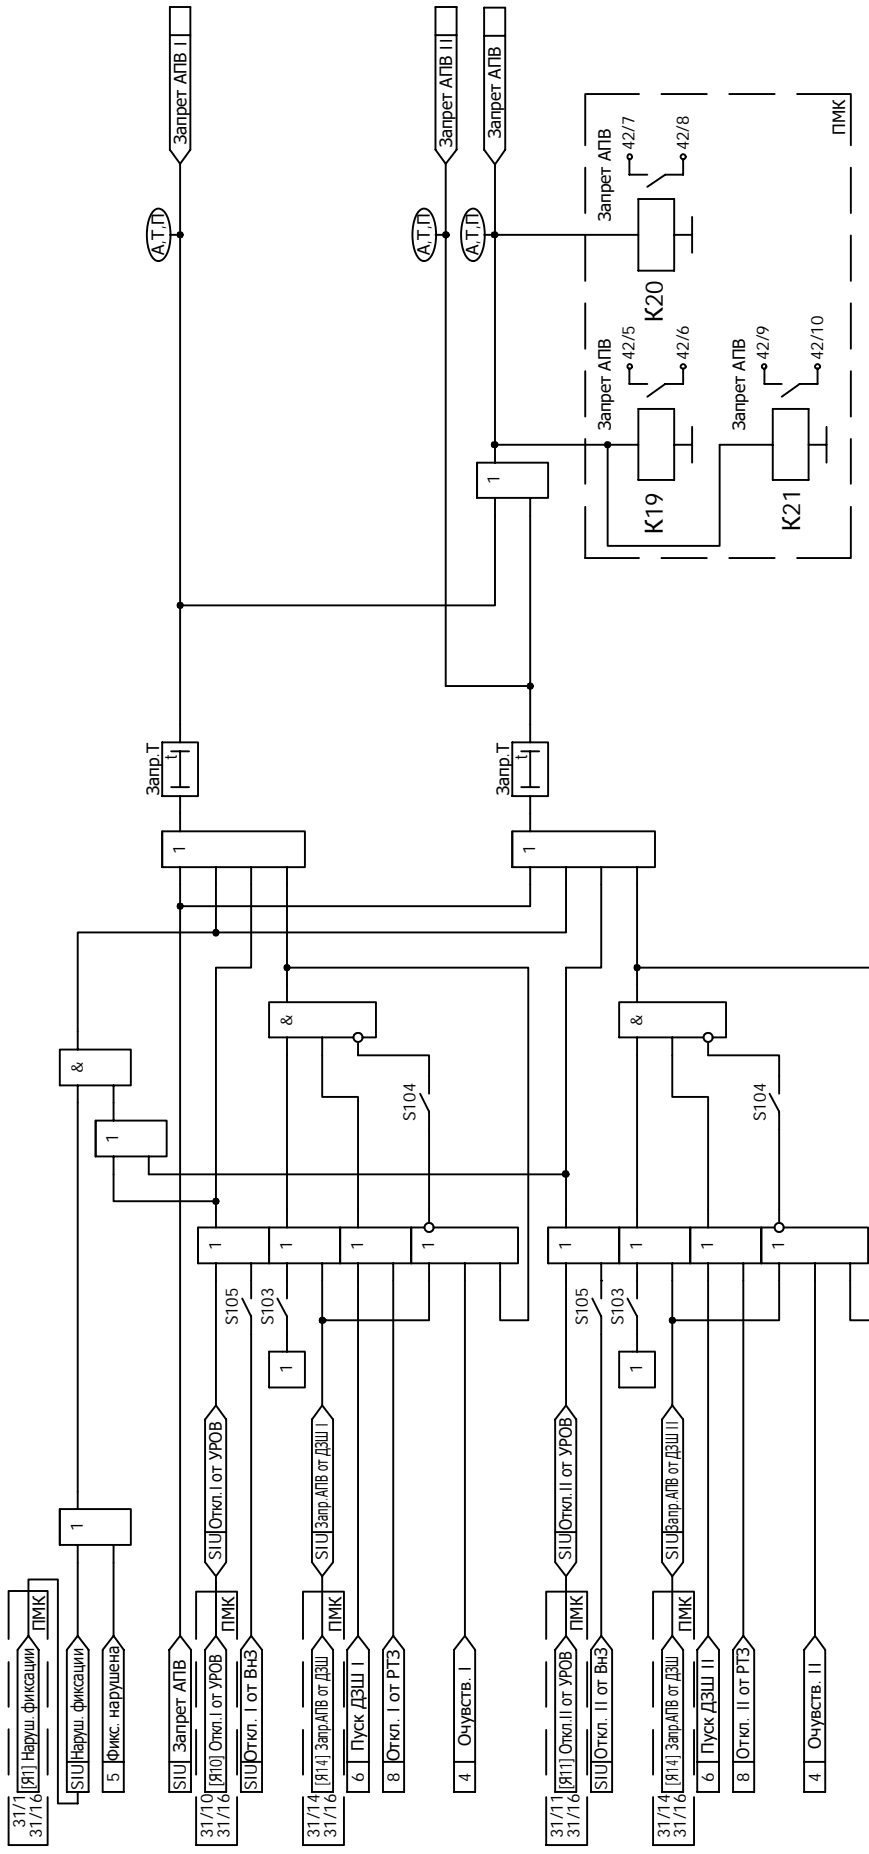 31/1
31/16
[Я1] Наруш. фиксации
ПМК
SIU Наруш. фиксации
5 Фикс. нарушена
1
&
1
SIU Запрет АПВ
31/10
31/16
[Я10] Откл. I от УРОВ
ПМК
SIU Откл. I от УРОВ
SIU Откл. I от ВнЗ
S105
S103
1
31/14
31/16
[Я14] Запр.АПВ от ДЗШ
ПМК
SIU Запр.АПВ от ДЗШ I
6 Пуск ДЗШ I
8 Откл. I от РТЗ
4 Очувств. I
1
1
1
1
&
S104
1
Запр.Т
t
А,Т,П
Запрет АПВ I
31/11
31/16
[Я11] Откл. II от УРОВ
ПМК
SIU Откл. II от УРОВ
SIU Откл. II от ВнЗ
S105
S103
1
31/14
31/16
[Я14] Запр.АПВ от ДЗШ
ПМК
SIU Запр.АПВ от ДЗШ II
6 Пуск ДЗШ II
8 Откл. II от РТЗ
4 Очувств. II
1
1
1
1
&
S104
1
Запр.Т
t
1
А,Т,П
Запрет АПВ II
А,Т,П
Запрет АПВ
К19
Запрет АПВ
42/5
42/6
К20
Запрет АПВ
42/7
42/8
К21
Запрет АПВ
42/9
42/10
ПМК